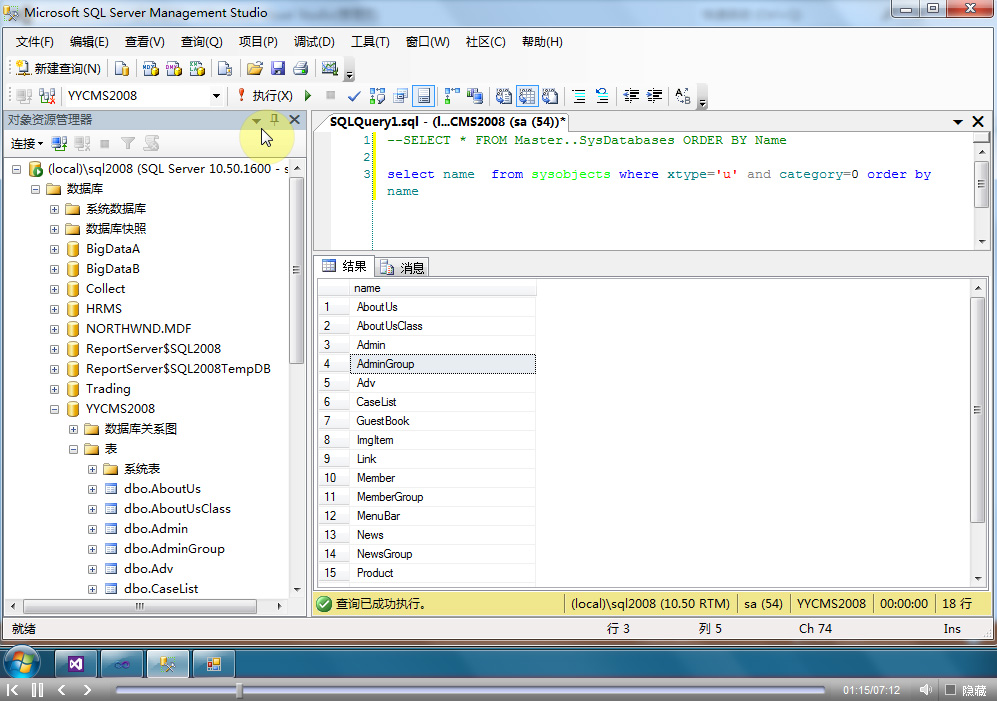 Microsoft SQL Server Management Studio
文件(F) 编辑(E) 查看(V) 查询(Q) 项目(P) 调试(D) 工具(T) 窗口(W) 社区(C) 帮助(H)
新建查询(N)
YYCMS2008 执行(X)
对象资源管理器
连接
(local)\sql2008 (SQL Server 10.50.1600 - s
数据库
系统数据库
数据库快照
BigDataA
BigDataB
Collect
HRMS
NORTHWND.MDF
ReportServer$SQL2008
ReportServer$SQL2008TempDB
Trading
YYCMS2008
数据库关系图
表
系统表
dbo.AboutUs
dbo.AboutUsClass
dbo.Admin
dbo.AdminGroup
dbo.Adv
dbo.CaseList
SQLQuery1.sql - (l...CMS2008 (sa (54))*
1 --SELECT * FROM Master..SysDatabases ORDER BY Name
2
3 select name  from sysobjects where xtype='u' and category=0 order by
name
结果 消息
name
1 AboutUs
2 AboutUsClass
3 Admin
4 AdminGroup
5 Adv
6 CaseList
7 GuestBook
8 ImgItem
9 Link
10 Member
11 MemberGroup
12 MenuBar
13 News
14 NewsGroup
15 Product
查询已成功执行。 (local)\sql2008 (10.50 RTM) sa (54) YYCMS2008 00:00:00 18 行
就绪 行 3 列 5 Ch 74 Ins
01:15/07:12 隐藏